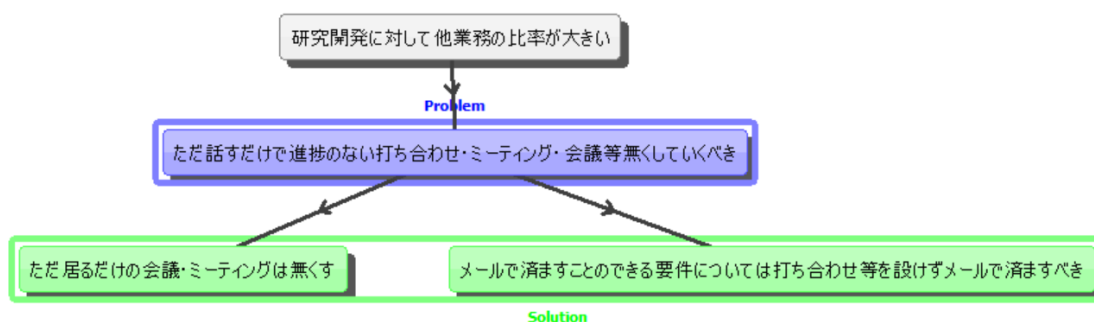 研究開発に対して他業務の比率が大きい
Problem
ただ話すだけで進捗のない打ち合わせ・ミーティング・会議等無くしていくべき
ただ居るだけの会議・ミーティングは無くす
メールで済ますことのできる要件については打ち合わせ等を設けずメールで済ますべき
Solution